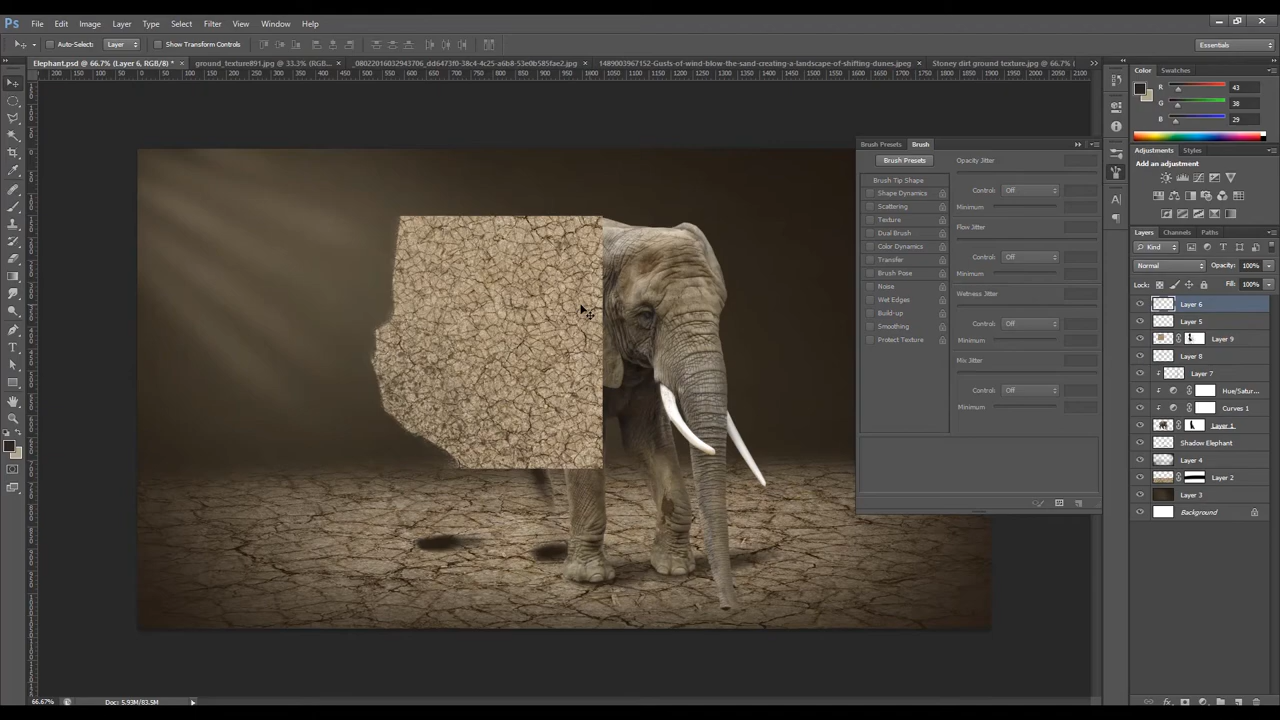 Ps File Edit Image Layer Type Select Filter View Window Help
Auto-Select: Layer Show Transform Controls Essentials
Elephant.psd @ 66.7% (Layer 6, RGB/8) * × ground_texture891.jpg @ 33.3% (RGB... × _08022016032943706_dd6473f0-38c4-4c25-a6b6-53e0b585fae2.jpg × 1489003967152-Gusts-of-wind-blow-the-sand-creating-a-landscape-of-shifting-dunes.jpeg × Stoney dirt ground texture.jpg @ 66.7% (
Color Swatches
R 43
G 38
B 29
Brush Presets Brush
Brush Presets Opacity Jitter
Brush Tip Shape
Shape Dynamics Control: Off
Scattering Minimum
Texture Flow Jitter
Dual Brush
Color Dynamics Control: Off
Transfer
Brush Pose Minimum
Noise Wetness Jitter
Wet Edges
Build-up Control: Off
Smoothing
Protect Texture Minimum
Mix Jitter
Control: Off
Minimum
Adjustments Styles
Add an adjustment
Layers Channels Paths
Kind
Normal Opacity: 100%
Lock: Fill: 100%
Layer 6
Layer 5
Layer 9
Layer 8
Layer 7
Hue/Satur...
Curves 1
Layer 1
Shadow Elephant
Layer 4
Layer 2
Layer 3
Background
66.67% Doc: 5.93M/83.5M